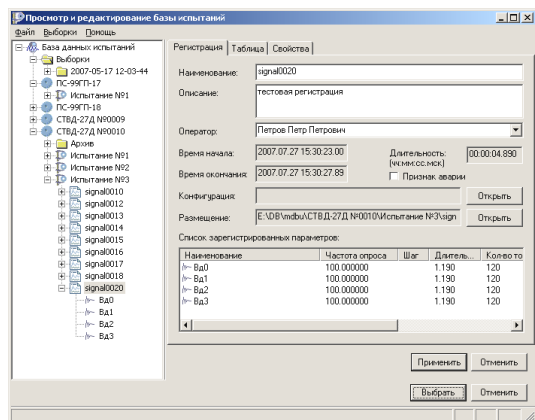 Просмотр и редактирование базы испытаний
Файл Выборки Помощь
База данных испытаний
Выборки
2007-05-17 12-03-44
ПС-99ГП-17
Испытание №1
ПС-99ГП-18
СТВД-27Д №0009
СТВД-27Д №0010
Архив
Испытание №1
Испытание №2
Испытание №3
signal0010
signal0012
signal0013
signal0014
signal0015
signal0016
signal0017
signal0018
signal0020
Вд0
Вд1
Вд2
Вд3
Регистрация Таблица Свойства
Наименование: signal0020
Описание: тестовая регистрация
Оператор: Петров Петр Петрович
Время начала: 2007.07.27 15:30:23.00 Длительность: 00:00:04.890
(чч:мм:сс.мск)
Время окончания: 2007.07.27 15:30:27.89 Признак аварии
Конфигурация: Открыть
Размещение: E:\DB\mdbu\СТВД-27Д №0010\Испытание №3\sign Открыть
Список зарегистрированных параметров:
Наименование Частота опроса Шаг Длитель... Кол-во то
Вд0 100.000000 1.190 120
Вд1 100.000000 1.190 120
Вд2 100.000000 1.190 120
Вд3 100.000000 1.190 120
Применить Отменить
Выбрать Отменить